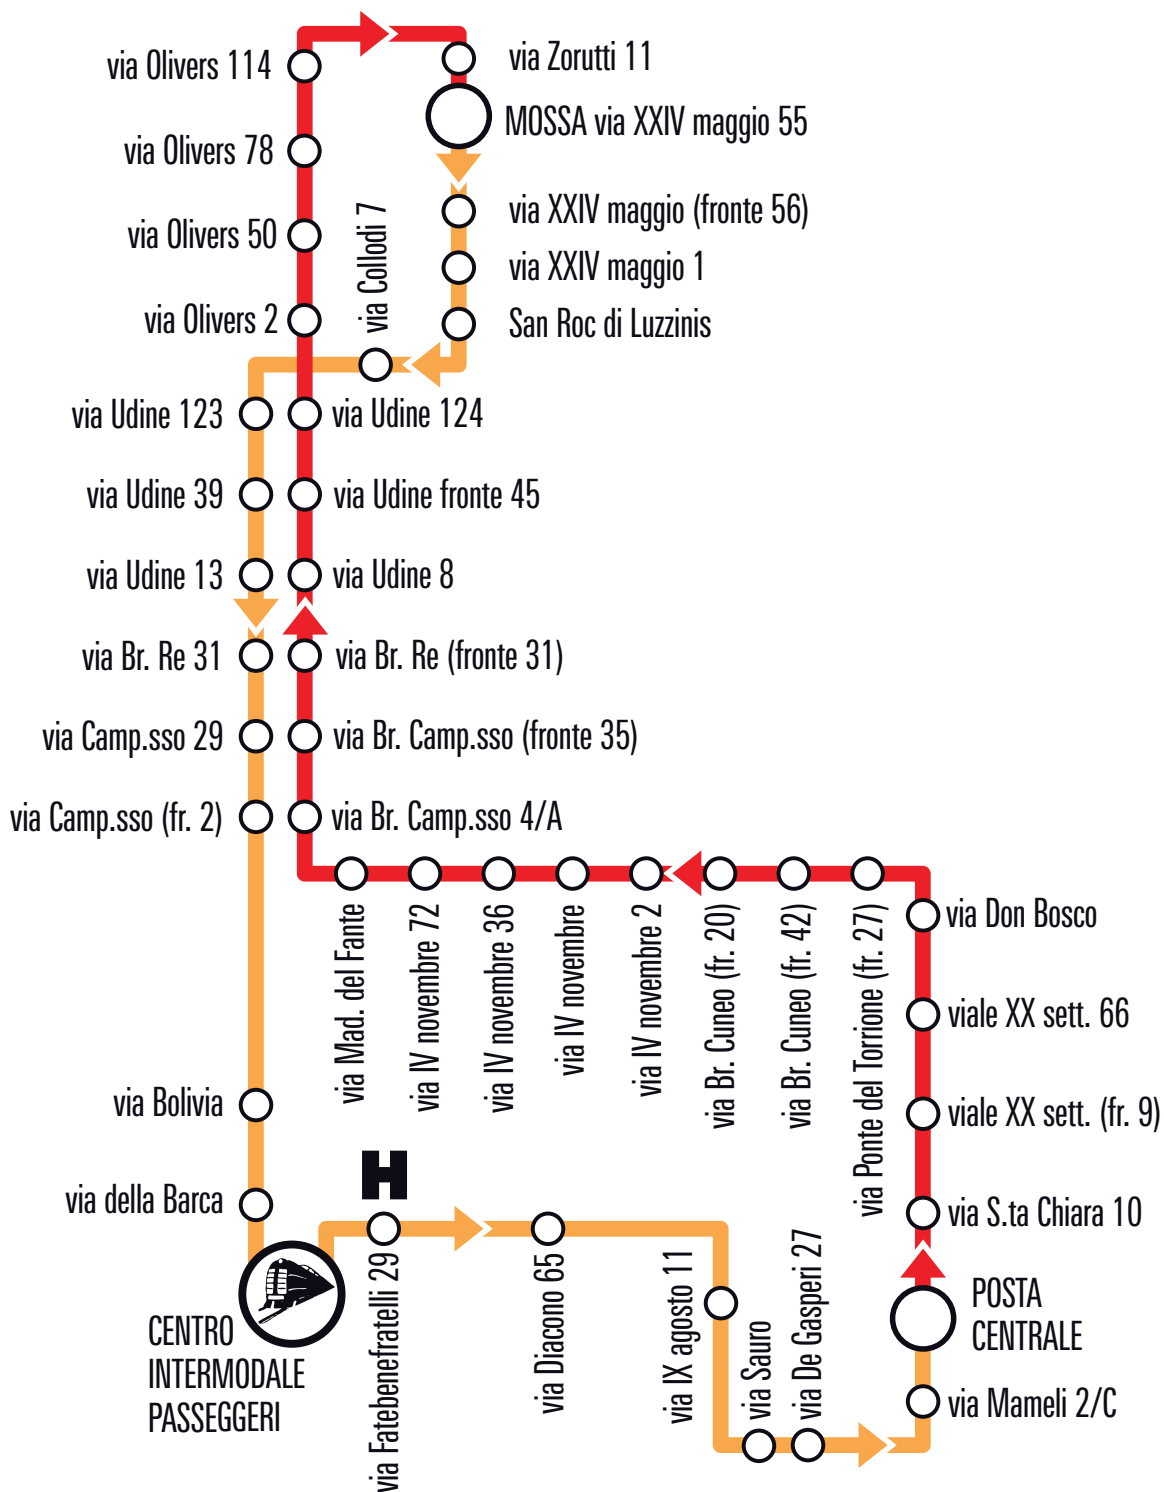 via Olivers 114
via Zorutti 11
MOSSA via XXIV maggio 55
via Olivers 78
via XXIV maggio (fronte 56)
via Olivers 50
via Collodi 7
via XXIV maggio 1
via Olivers 2
San Roc di Luzzinis
via Udine 123
via Udine 124
via Udine 39
via Udine fronte 45
via Udine 13
via Udine 8
via Br. Re 31
via Br. Re (fronte 31)
via Camp.sso 29
via Br. Camp.sso (fronte 35)
via Camp.sso (fr. 2)
via Br. Camp.sso 4/A
via Mad. del Fante
via IV novembre 72
via IV novembre 36
via IV novembre
via IV novembre 2
via Br. Cuneo (fr. 20)
via Br. Cuneo (fr. 42)
via Ponte del Torrione (fr. 27)
via Don Bosco
viale XX sett. 66
via Bolivia
viale XX sett. (fr. 9)
H
via della Barca
via S.ta Chiara 10
CENTRO
INTERMODALE
PASSEGGERI
via Fatebenefratelli 29
via Diacono 65
via IX agosto 11
via Sauro
via De Gasperi 27
POSTA
CENTRALE
via Mameli 2/C